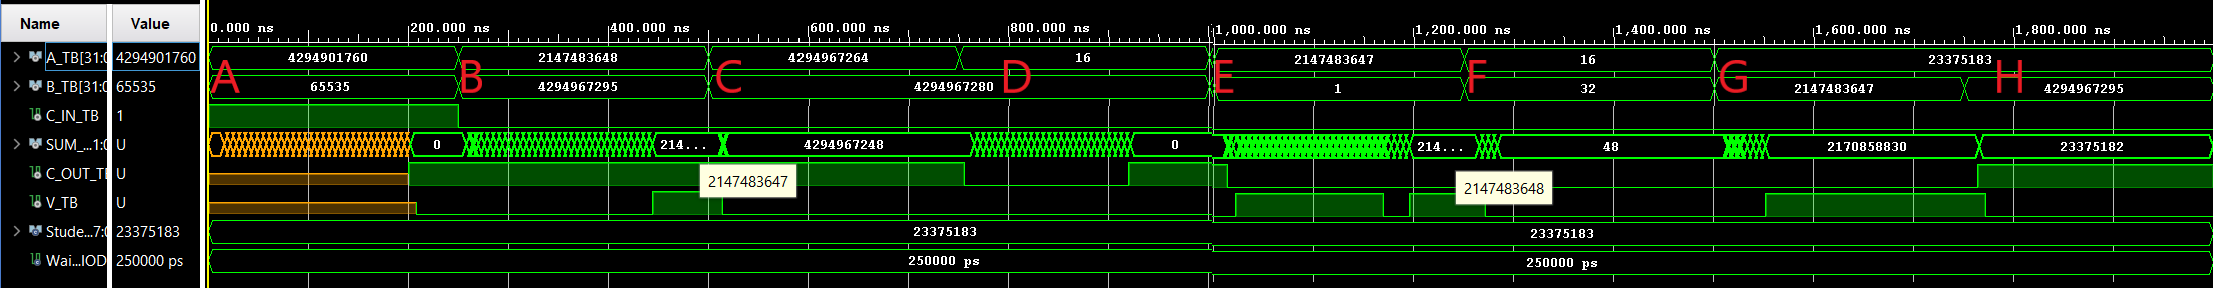 Name Value 0.000 ns 200.000 ns 400.000 ns 600.000 ns 800.000 ns 1,000.000 ns 1,200.000 ns 1,400.000 ns 1,600.000 ns 1,800.000 ns
A_TB[31:0 4294901760 4294901760 2147483648 4294967264 16 2147483647 16 23375183
A B C D E F G H
B_TB[31:0 65535 65535 4294967295 4294967280 1 32 2147483647 4294967295
C_IN_TB 1
SUM_...1:0 U 0 214... 4294967248 0 214... 48 2170858830 23375182
C_OUT_TB U 2147483647 2147483648
V_TB U
Stude...7:0 23375183 23375183 23375183
Wai...IOD 250000 ps 250000 ps 250000 ps